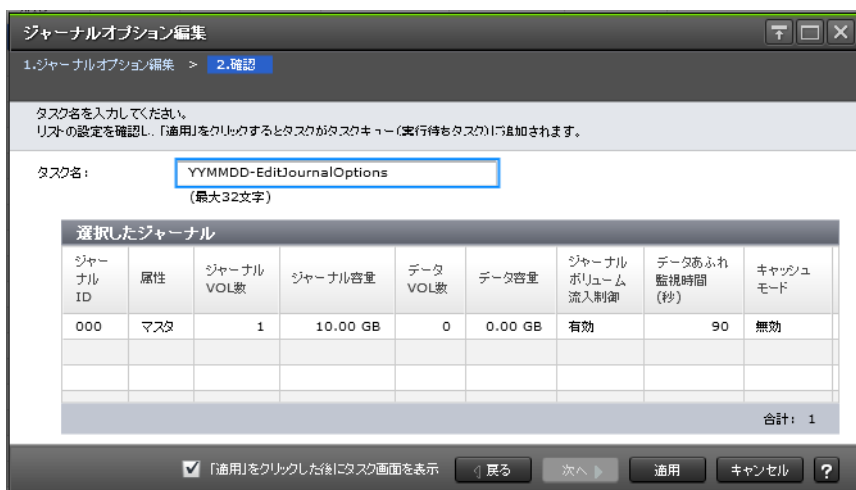 ジャーナルオプション編集
1.ジャーナルオプション編集 > 2.確認
タスク名を入力してください。
リストの設定を確認し、「適用」をクリックするとタスクがタスクキュー(実行待ちタスク)に追加されます。
タスク名: YYMMDD-EditJournalOptions
(最大32文字)
選択したジャーナル
ジャーナルID 属性 ジャーナルVOL数 ジャーナル容量 データVOL数 データ容量 ジャーナルボリューム流入制御 データあふれ監視時間(秒) キャッシュモード
000 マスタ 1 10.00 GB 0 0.00 GB 有効 90 無効
合計: 1
「適用」をクリックした後にタスク画面を表示 戻る 次へ 適用 キャンセル ?